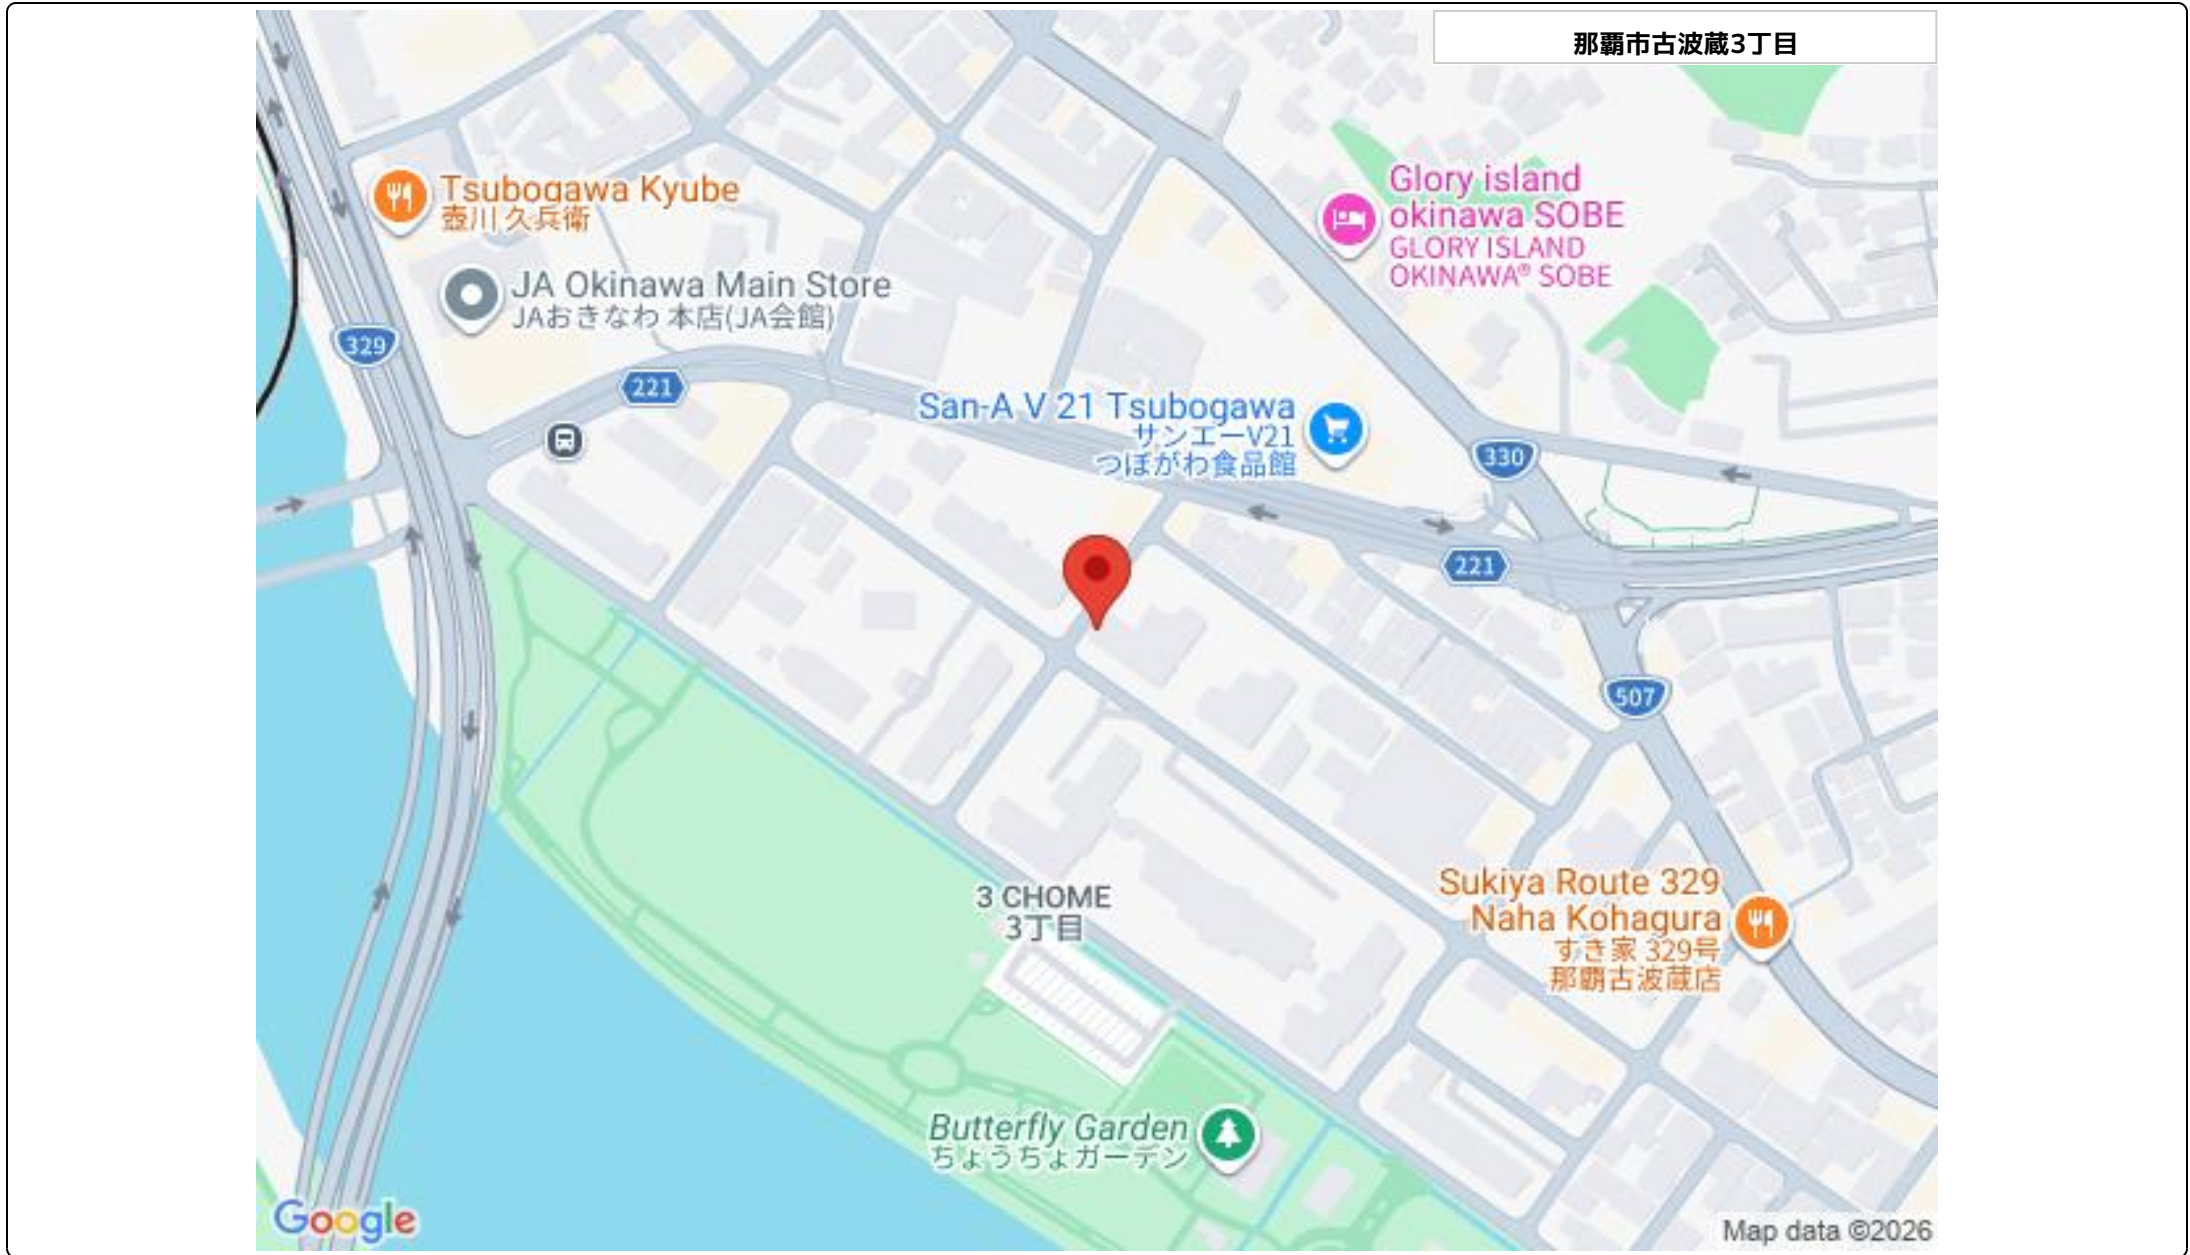 那覇市古波蔵3丁目
Glory island
okinawa SOBE
GLORY ISLAND
OKINAWA® SOBE
Tsubogawa Kyube
壺川 久兵衛
JA Okinawa Main Store
JAおきなわ 本店(JA会館)
329
221
San-A V 21 Tsubogawa
サンエーV21
つぼがわ食品館
330
221
507
Sukiya Route 329
Naha Kohagura
すき家 329号
那覇古波蔵店
3 CHOME
3丁目
Butterfly Garden
ちょうちょガーデン
Google
Map data ©2026